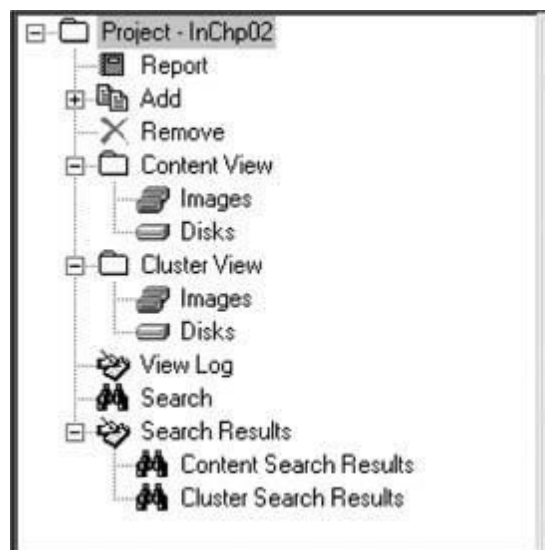 Project - InChp02
Report
Add
Remove
Content View
Images
Disks
Cluster View
Images
Disks
View Log
Search
Search Results
Content Search Results
Cluster Search Results